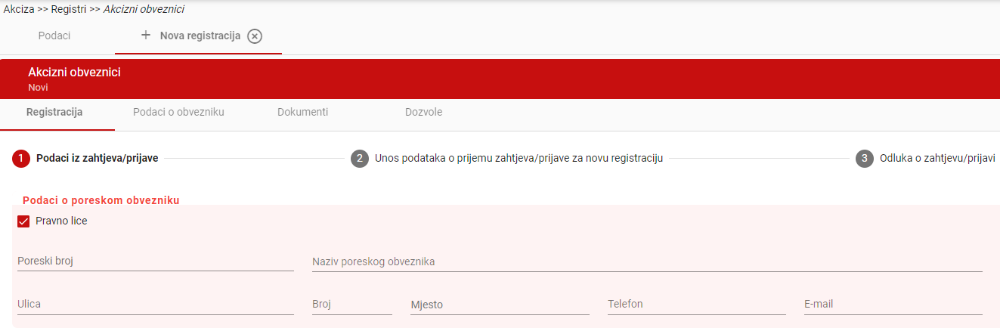 Akciza >> Registri >> Akcizni obveznici
Podaci + Nova registracija
Akcizni obveznici
Novi
Registracija Podaci o obvezniku Dokumenti Dozvole
1 Podaci iz zahtjeva/prijave 2 Unos podataka o prijemu zahtjeva/prijave za novu registraciju 3 Odluka o zahtjevu/prijavi
Podaci o poreskom obvezniku
Pravno lice
Poreski broj Naziv poreskog obveznika
Ulica Broj Mjesto Telefon E-mail